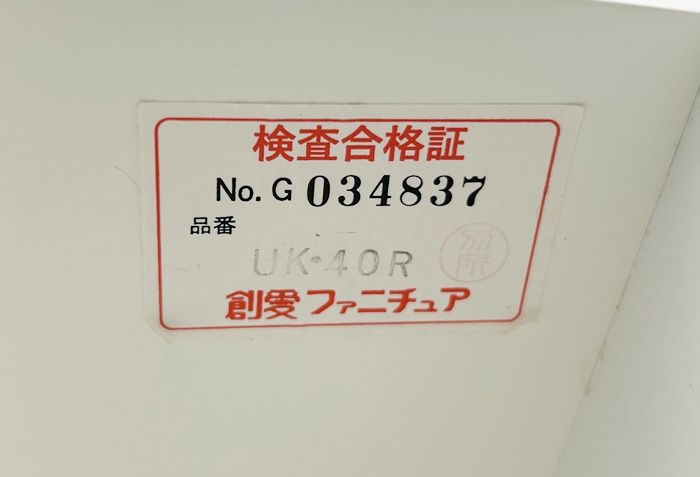 検査合格証
No. G 034837
品番
UK-40R
創愛ファニチュア